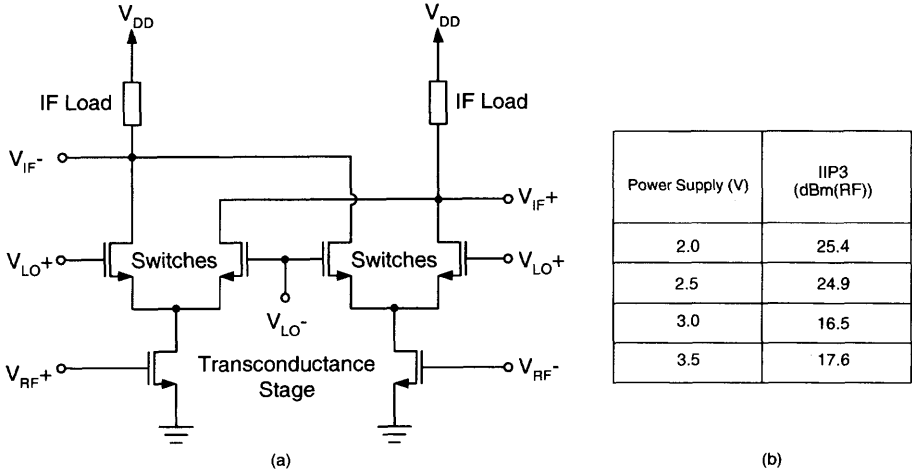 V_DD
V_DD
IF Load
IF Load
V_IF-
V_IF+
V_LO+
Switches
Switches
V_LO+
V_LO-
V_RF+
Transconductance
Stage
V_RF-
(a)
Power Supply (V)
IIP3
(dBm(RF))
2.0 25.4
2.5 24.9
3.0 16.5
3.5 17.6
(b)